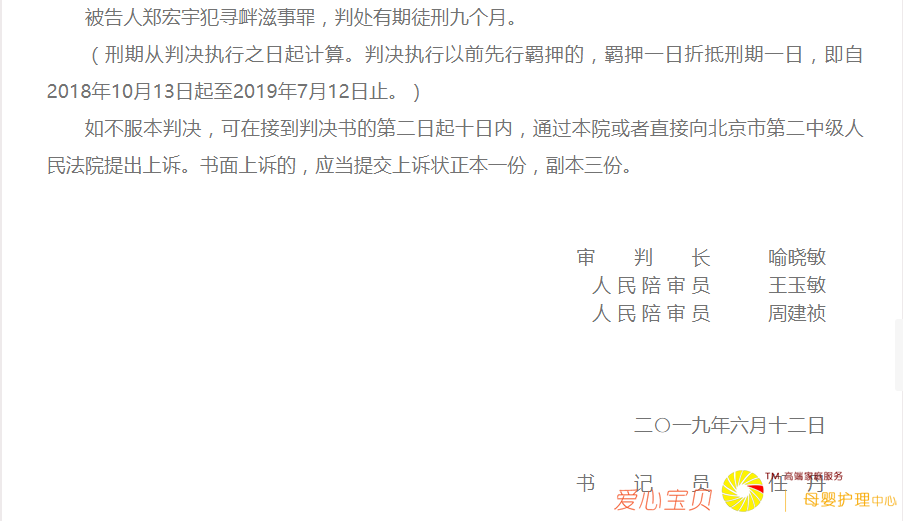 被告人郑宏宇犯寻衅滋事罪，判处有期徒刑九个月。
（刑期从判决执行之日起计算。判决执行以前先行羁押的，羁押一日折抵刑期一日，即自
2018年10月13日起至2019年7月12日止。）
如不服本判决，可在接到判决书的第二日起十日内，通过本院或者直接向北京市第二中级人
民法院提出上诉。书面上诉的，应当提交上诉状正本一份，副本三份。
审 判 长 喻晓敏
人 民 陪 审 员 王玉敏
人 民 陪 审 员 周建祯
二〇一九年六月十二日
书 记 员 任 丹
爱心宝贝
TM 高端家庭服务
母婴护理中心